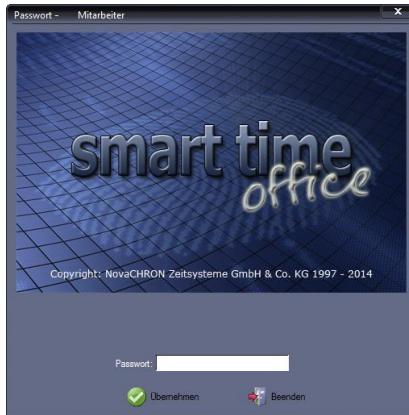 Passwort - Mitarbeiter x
smart time
office
Copyright: NovaCHRON Zeitsysteme GmbH & Co. KG 1997 - 2014
Passwort:
Übernehmen Beenden